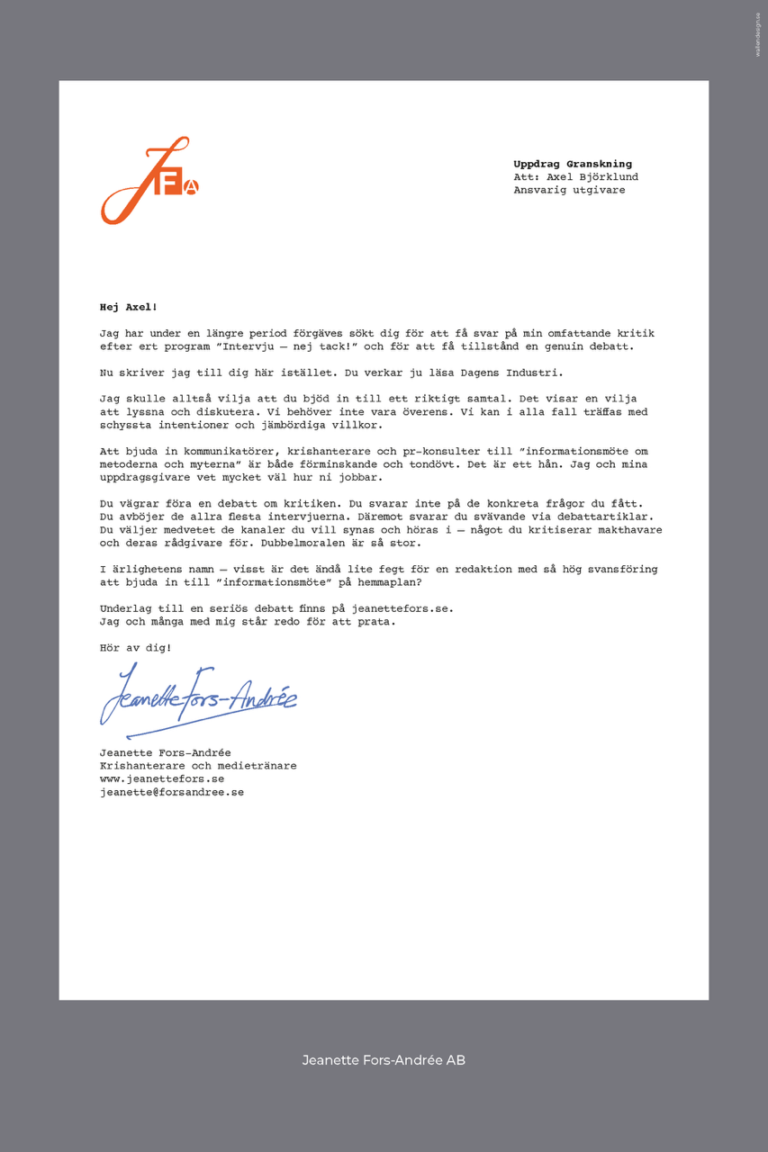 wallandesign.se
JFA
Uppdrag Granskning
Att: Axel Björklund
Ansvarig utgivare
Hej Axel!
Jag har under en längre period förgäves sökt dig för att få svar på min omfattande kritik
efter ert program ”Intervju – nej tack!” och för att få tillstånd en genuin debatt.
Nu skriver jag till dig här istället. Du verkar ju läsa Dagens Industri.
Jag skulle alltså vilja att du bjöd in till ett riktigt samtal. Det visar en vilja
att lyssna och diskutera. Vi behöver inte vara överens. Vi kan i alla fall träffas med
schyssta intentioner och jämbördiga villkor.
Att bjuda in kommunikatörer, krishanterare och pr-konsulter till ”informationsmöte om
metoderna och myterna” är både förminskande och tondövt. Det är ett hån. Jag och mina
uppdragsgivare vet mycket väl hur ni jobbar.
Du vägrar föra en debatt om kritiken. Du svarar inte på de konkreta frågor du fått.
Du avböjer de allra flesta intervjuerna. Däremot svarar du svävande via debattartiklar.
Du väljer medvetet de kanaler du vill synas och höras i – något du kritiserar makthavare
och deras rådgivare för. Dubbelmoralen är så stor.
I ärlighetens namn – visst är det ändå lite fegt för en redaktion med så hög svansföring
att bjuda in till ”informationsmöte” på hemmaplan?
Underlag till en seriös debatt finns på jeanettefors.se.
Jag och många med mig står redo för att prata.
Hör av dig!
Jeanette Fors-Andrée
Jeanette Fors-Andrée
Krishanterare och medietränare
www.jeanettefors.se
jeanette@forsandree.se
Jeanette Fors-Andrée AB